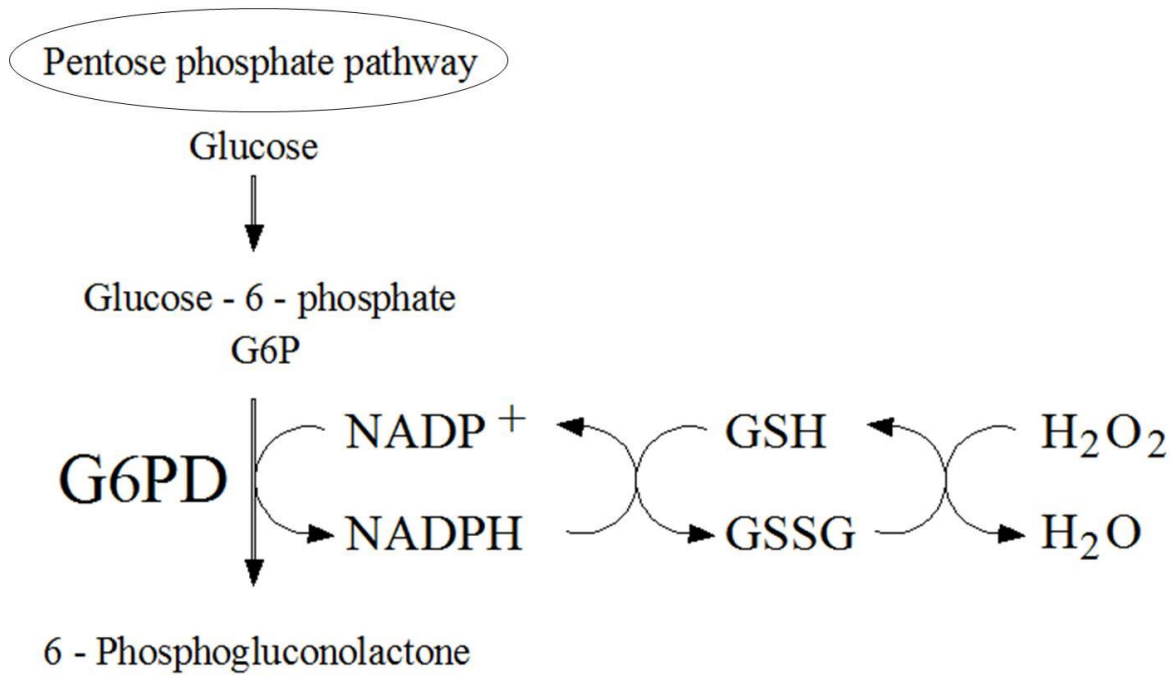 Pentose phosphate pathway
Glucose
Glucose - 6 - phosphate
G6P
G6PD
NADP +
GSH
H2O2
NADPH
GSSG
H2O
6 - Phosphogluconolactone